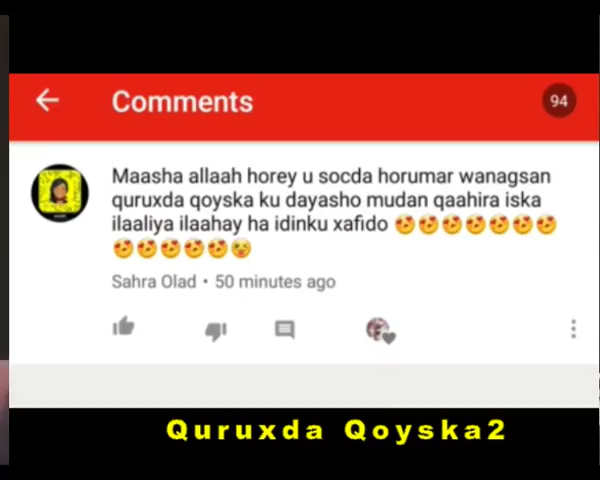 Comments
94
Maasha allaah horey u socda horumar wanagsan
quruxda qoyska ku dayasho mudan qaahira iska
ilaaliya ilaahay ha idinku xafido 🥰🥰🥰🥰🥰🥰🥰
🥰🥰🥰🥰🥰😝
Sahra Olad • 50 minutes ago
Quruxda Qoyska2